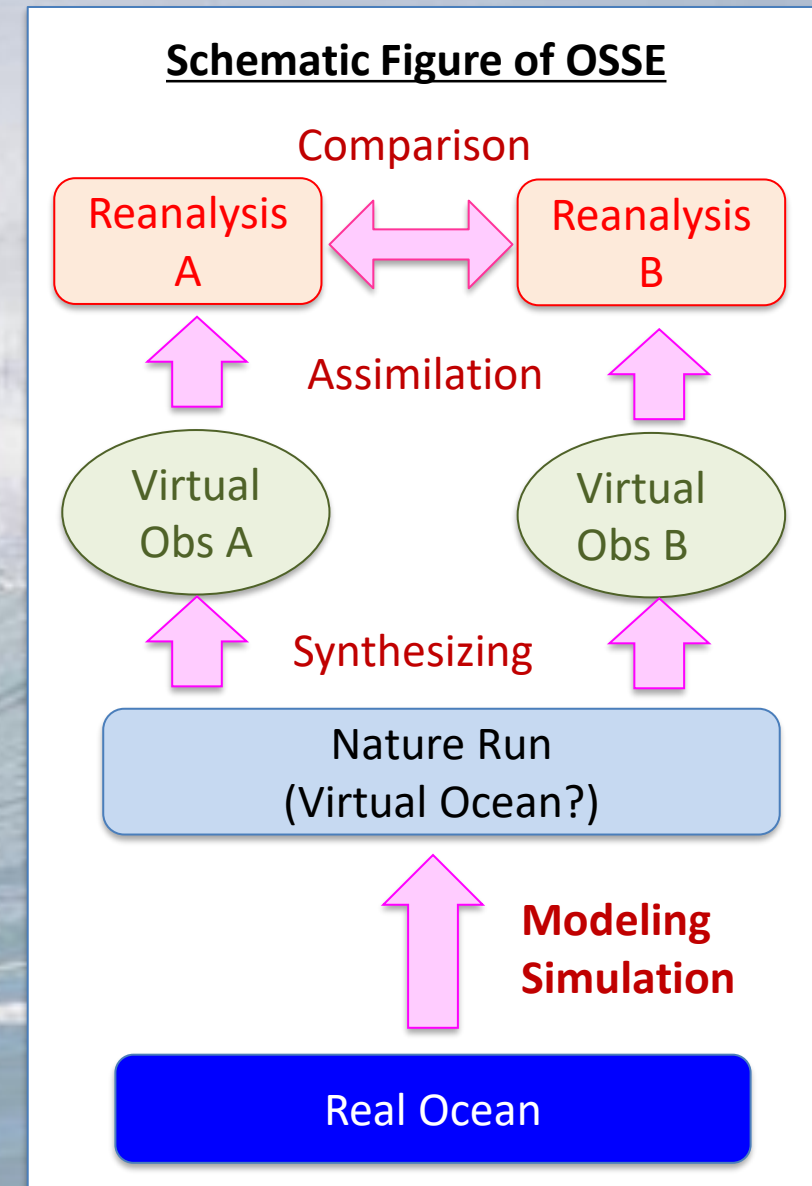 Schematic Figure of OSSE
Comparison
Reanalysis
A
Reanalysis
B
Assimilation
Virtual
Obs A
Virtual
Obs B
Synthesizing
Nature Run
(Virtual Ocean?)
Modeling
Simulation
Real Ocean